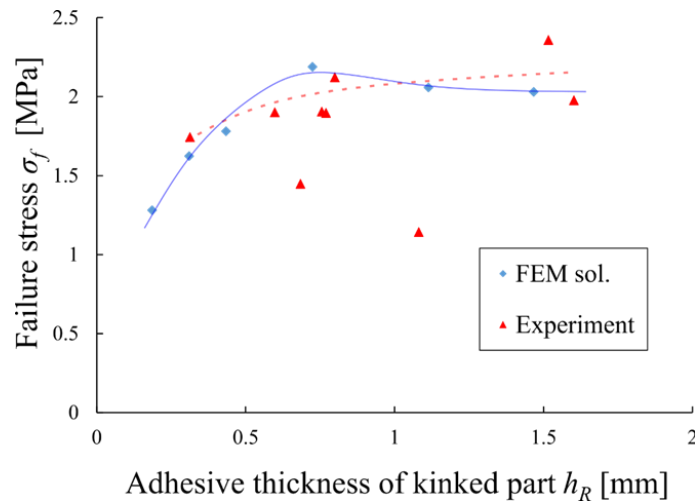 2.5
2
1.5
1
0.5
0
0
0.5
1
1.5
2
Failure stress σf [MPa]
FEM sol.
Experiment
Adhesive thickness of kinked part hR [mm]